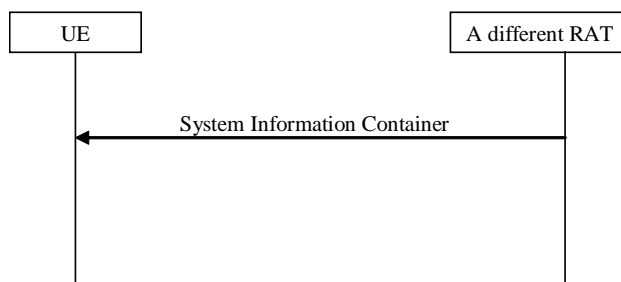 UE
A different RAT
System Information Container